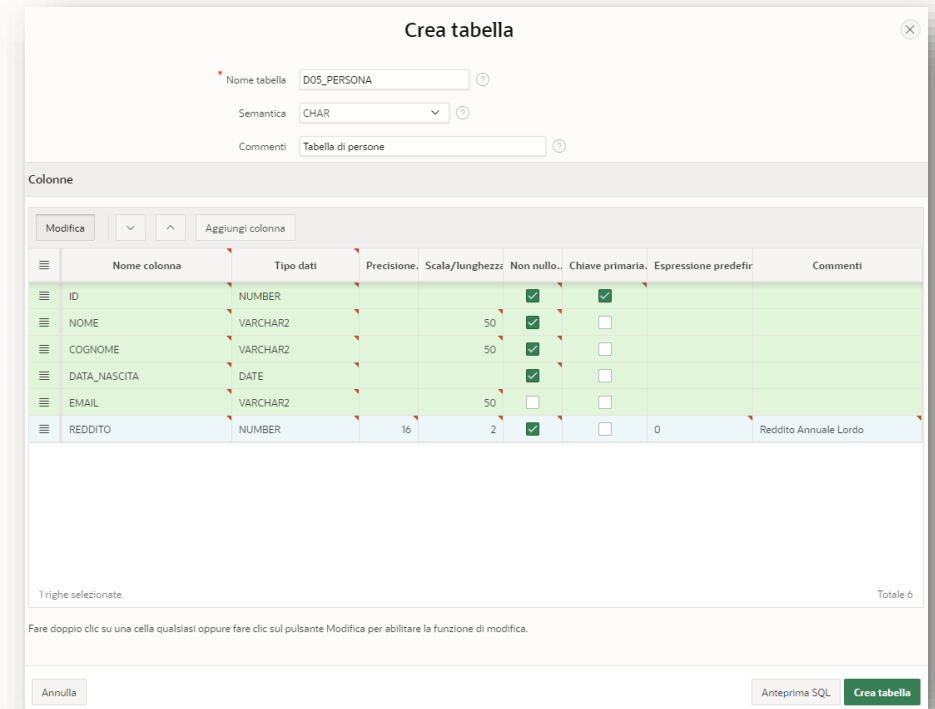 Crea tabella
* Nome tabella D05_PERSONA ?
Semantica CHAR ?
Commenti Tabella di persone ?
Colonne
Modifica Aggiungi colonna
Nome colonna Tipo dati Precisione. Scala/lunghezza Non nullo.. Chiave primaria. Espressione predefir Commenti
ID NUMBER
NOME VARCHAR2 50
COGNOME VARCHAR2 50
DATA_NASCITA DATE
EMAIL VARCHAR2 50
REDDITO NUMBER 16 2 0 Reddito Annuale Lordo
1 righe selezionate Totale 6
Fare doppio clic su una cella qualsiasi oppure fare clic sul pulsante Modifica per abilitare la funzione di modifica.
Annulla Anteprima SQL Crea tabella